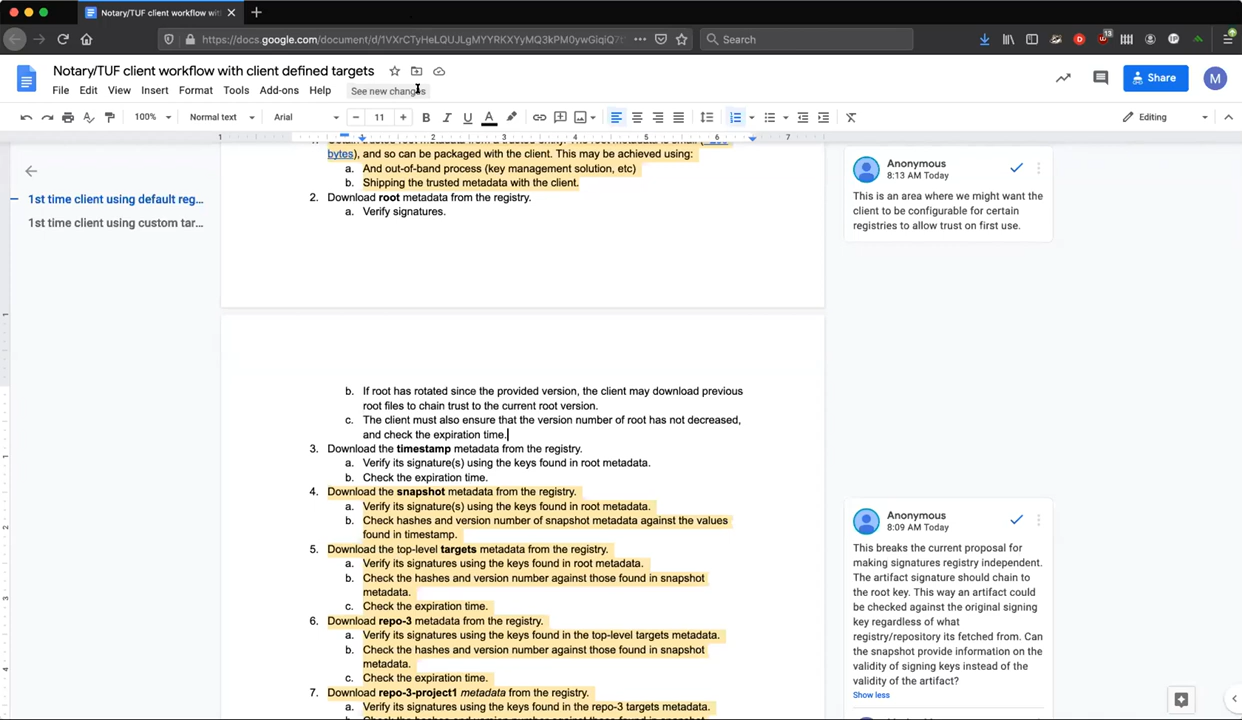 Notary/TUF client workflow wit
https://docs.google.com/document/d/1VXrCTyHeLQUJLgMYYRKXYyMQ3kPM0ywGiqiQ7t
Search
13
Notary/TUF client workflow with client defined targets
File Edit View Insert Format Tools Add-ons Help See new changes
Share
M
100% Normal text Arial 11 B I U A Editing
1 1 2 3 4 5 6 7
1st time client using default reg...
1st time client using custom tar...
bytes), and so can be packaged with the client. This may be achieved using:
a. And out-of-band process (key management solution, etc)
b. Shipping the trusted metadata with the client.
2. Download root metadata from the registry.
a. Verify signatures.
b. If root has rotated since the provided version, the client may download previous
root files to chain trust to the current root version.
c. The client must also ensure that the version number of root has not decreased,
and check the expiration time.
3. Download the timestamp metadata from the registry.
a. Verify its signature(s) using the keys found in root metadata.
b. Check the expiration time.
4. Download the snapshot metadata from the registry.
a. Verify its signature(s) using the keys found in root metadata.
b. Check hashes and version number of snapshot metadata against the values
found in timestamp.
5. Download the top-level targets metadata from the registry.
a. Verify its signatures using the keys found in root metadata.
b. Check the hashes and version number against those found in snapshot
metadata.
c. Check the expiration time.
6. Download repo-3 metadata from the registry.
a. Verify its signatures using the keys found in the top-level targets metadata.
b. Check the hashes and version number against those found in snapshot
metadata.
c. Check the expiration time.
7. Download repo-3-project1 metadata from the registry.
a. Verify its signatures using the keys found in the repo-3 targets metadata.
Anonymous
8:13 AM Today
This is an area where we might want the
client to be configurable for certain
registries to allow trust on first use.
Anonymous
8:09 AM Today
This breaks the current proposal for
making signatures registry independent.
The artifact signature should chain to
the root key. This way an artifact could
be checked against the original signing
key regardless of what
registry/repository its fetched from. Can
the snapshot provide information on the
validity of signing keys instead of the
validity of the artifact?
Show less